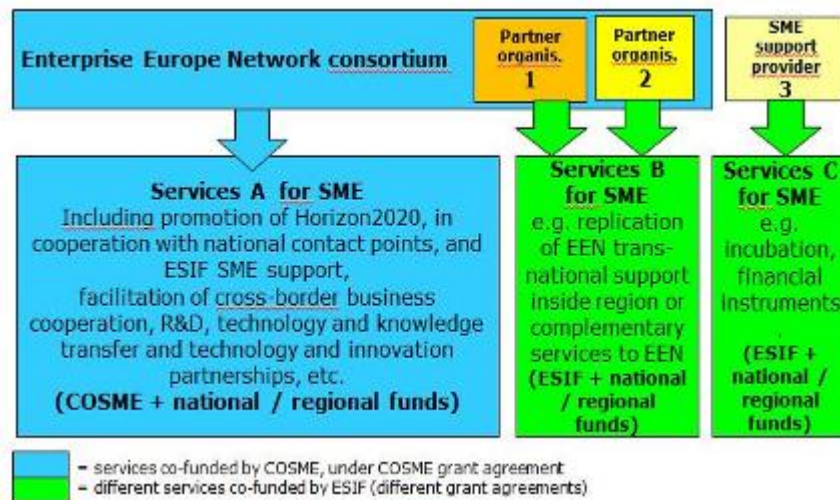 Enterprise Europe Network consortium
Partner
organis.
1
Partner
organis.
2
SME
support
provider
3
Services A for SME
Including promotion of Horizon2020, in
cooperation with national contact points, and
ESIF SME support,
facilitation of cross-border business
cooperation, R&D, technology and knowledge
transfer and technology and innovation
partnerships, etc.
(COSME + national / regional funds)
Services B
for SME
e.g. replication
of EEN trans-
national support
inside region or
complementary
services to EEN
(ESIF + national
/ regional
funds)
Services C
for SME
e.g.
incubation,
financial
instruments
.
(ESIF +
national /
regional
funds)
= services co-funded by COSME, under COSME grant agreement
= different services co-funded by ESIF (different grant agreements)